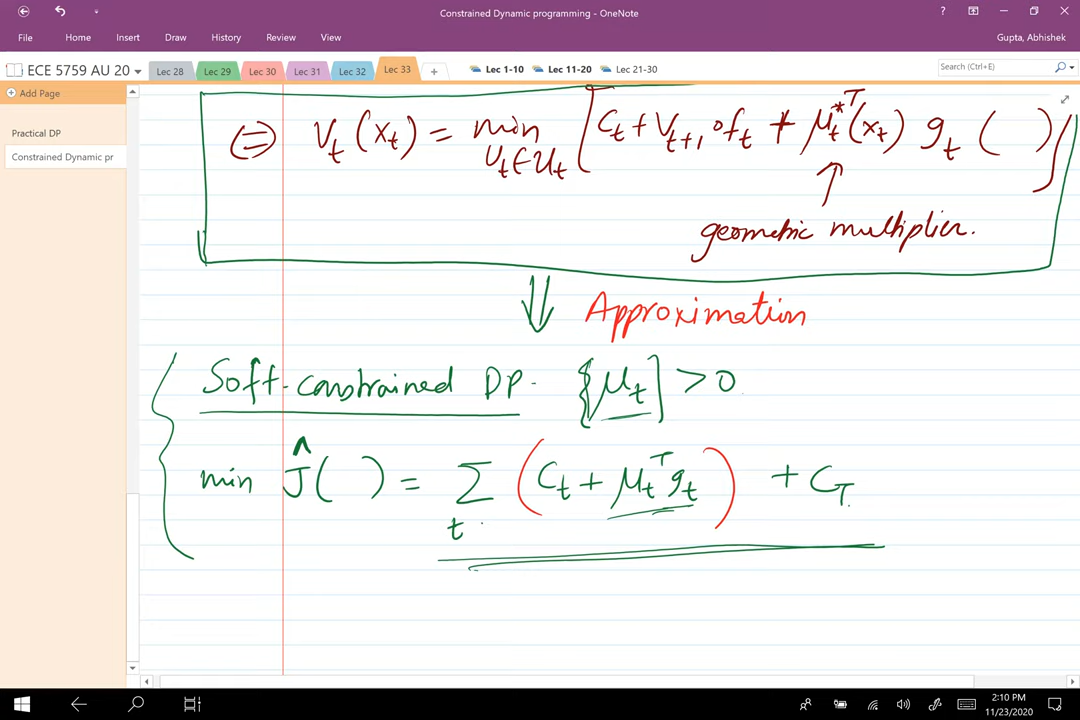 Constrained Dynamic programming - OneNote
?
File Home Insert Draw History Review View
Gupta, Abhishek
ECE 5759 AU 20
Lec 28 Lec 29 Lec 30 Lec 31 Lec 32 Lec 33 +
Lec 1-10 Lec 11-20 Lec 21-30
Search (Ctrl+E)
Add Page
Practical DP
Constrained Dynamic pr
⇔ V_t(x_t) = min_{u_t∈U_t} [C_t + V_{t+1} ∘ f_t + μ_t^{*T}(x_t) g_t ( )]
geometric multiplier.
⇓ Approximation
Soft-constrained DP. {μ_t} > 0
min Ĵ( ) = Σ_t (C_t + μ_t^T g_t) + C_T
2:10 PM
11/23/2020